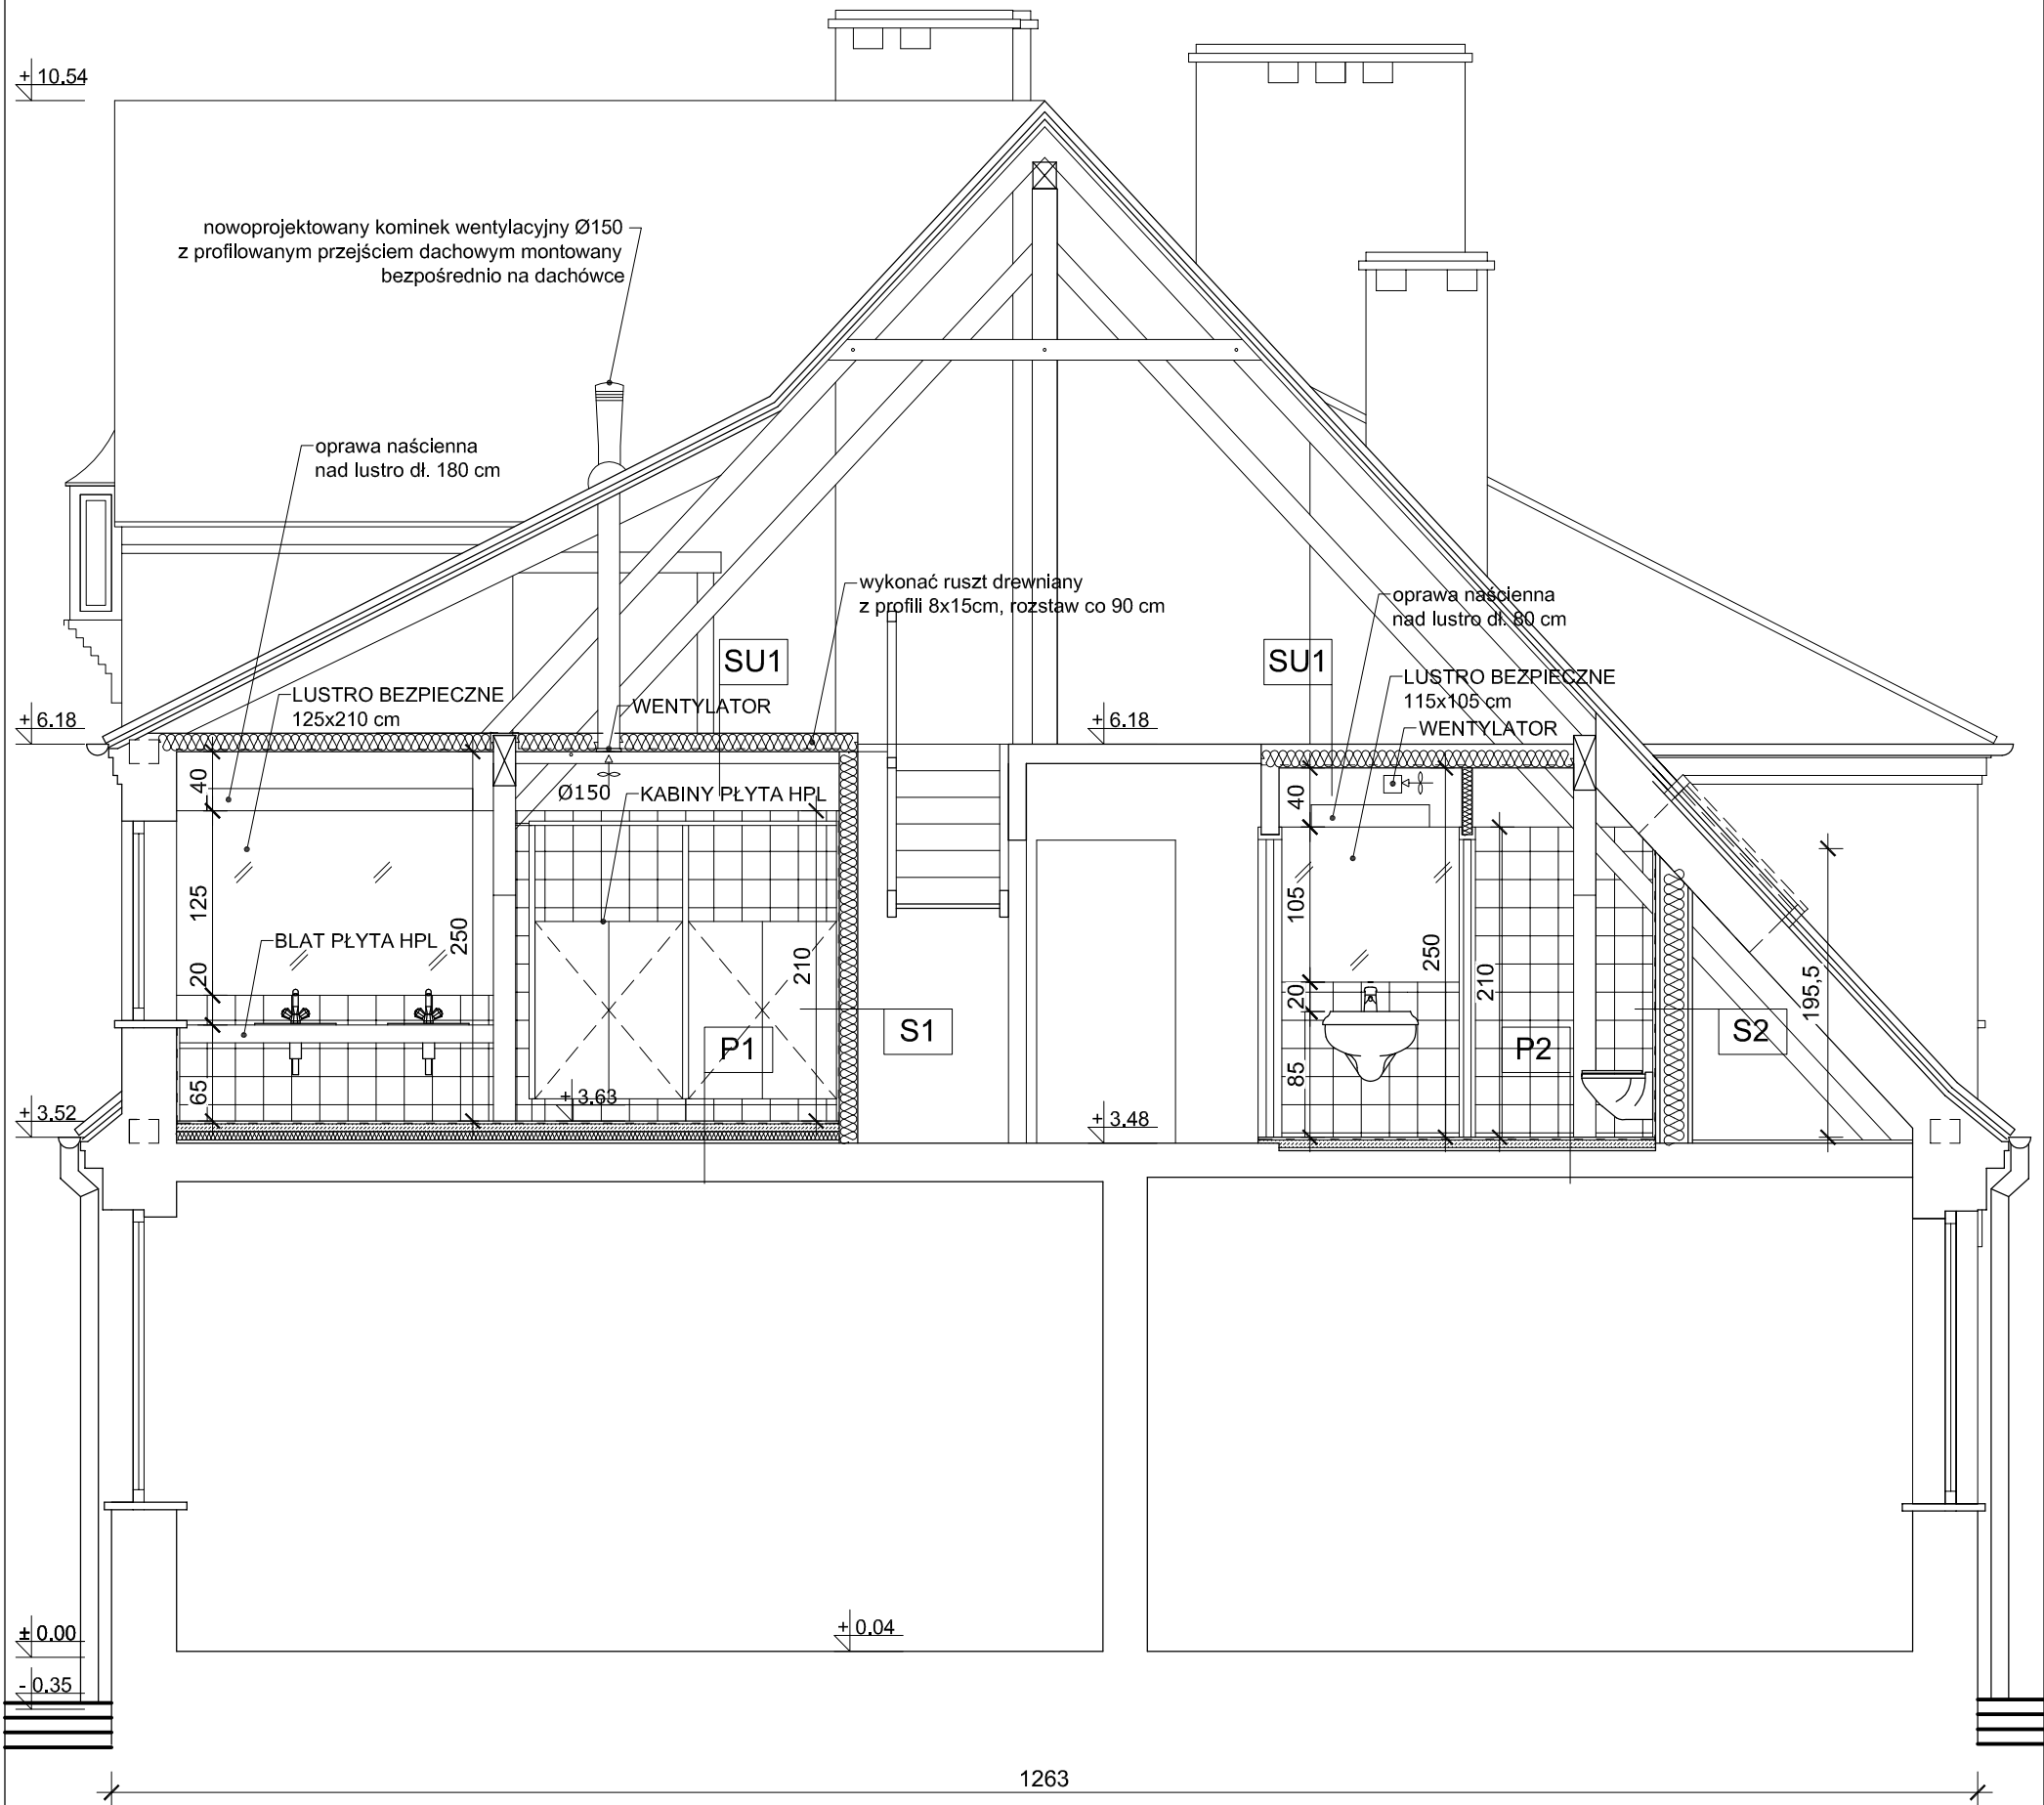 + 10.54
nowoprojektowany kominek wentylacyjny Ø150
z profilowanym przejściem dachowym montowany
bezpośrednio na dachówce
oprawa naścienna
nad lustro dł. 180 cm
wykonać ruszt drewniany
z profili 8x15cm, rozstaw co 90 cm
oprawa naścienna
nad lustro dł. 80 cm
SU1
SU1
LUSTRO BEZPIECZNE
125x210 cm
WENTYLATOR
LUSTRO BEZPIECZNE
115x105 cm
WENTYLATOR
+ 6.18
+ 6.18
40
Ø150
KABINY PŁYTA HPL
40
125
250
BLAT PŁYTA HPL
20
210
65
105
250
210
20
85
195,5
P1
S1
P2
S2
+ 3.63
+ 3.52
+ 3.48
± 0.00
+ 0.04
- 0.35
1263